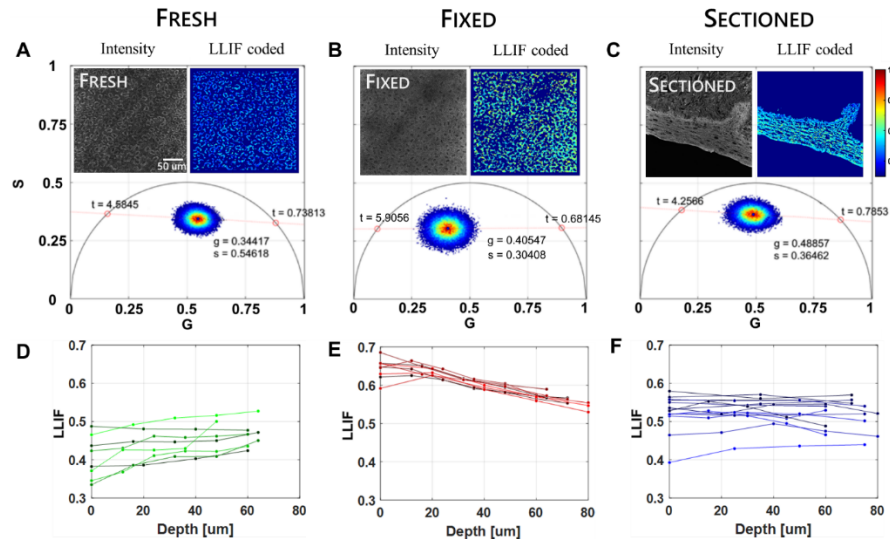 FRESH
FIXED
SECTIONED
A
Intensity
LLIF coded
B
Intensity
LLIF coded
C
Intensity
LLIF coded
FRESH
50 um
FIXED
SECTIONED
1
0.75
0.5
0.25
0
S
t = 4.5845
t = 0.73813
g = 0.34417
s = 0.54618
t = 5.9056
t = 0.68145
g = 0.40547
s = 0.30408
t = 4.2566
t = 0.7853
g = 0.48857
s = 0.36462
0 0.25 0.5 0.75 1
G
0 0.25 0.5 0.75 1
G
0 0.25 0.5 0.75 1
G
D
0.7
0.6
0.5
0.4
0.3
LLIF
0 20 40 60 80
Depth [um]
E
0.7
0.6
0.5
0.4
0.3
LLIF
0 20 40 60 80
Depth [um]
F
0.7
0.6
0.5
0.4
0.3
LLIF
0 20 40 60 80
Depth [um]